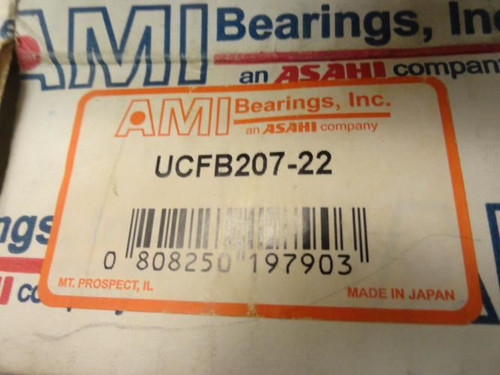 AMI Bearings, Inc
an ASAHI company
AMI Bearings, Inc.
an ASAHI company
UCFB207-22
0 808250 197903
MT. PROSPECT, IL
MADE IN JAPAN